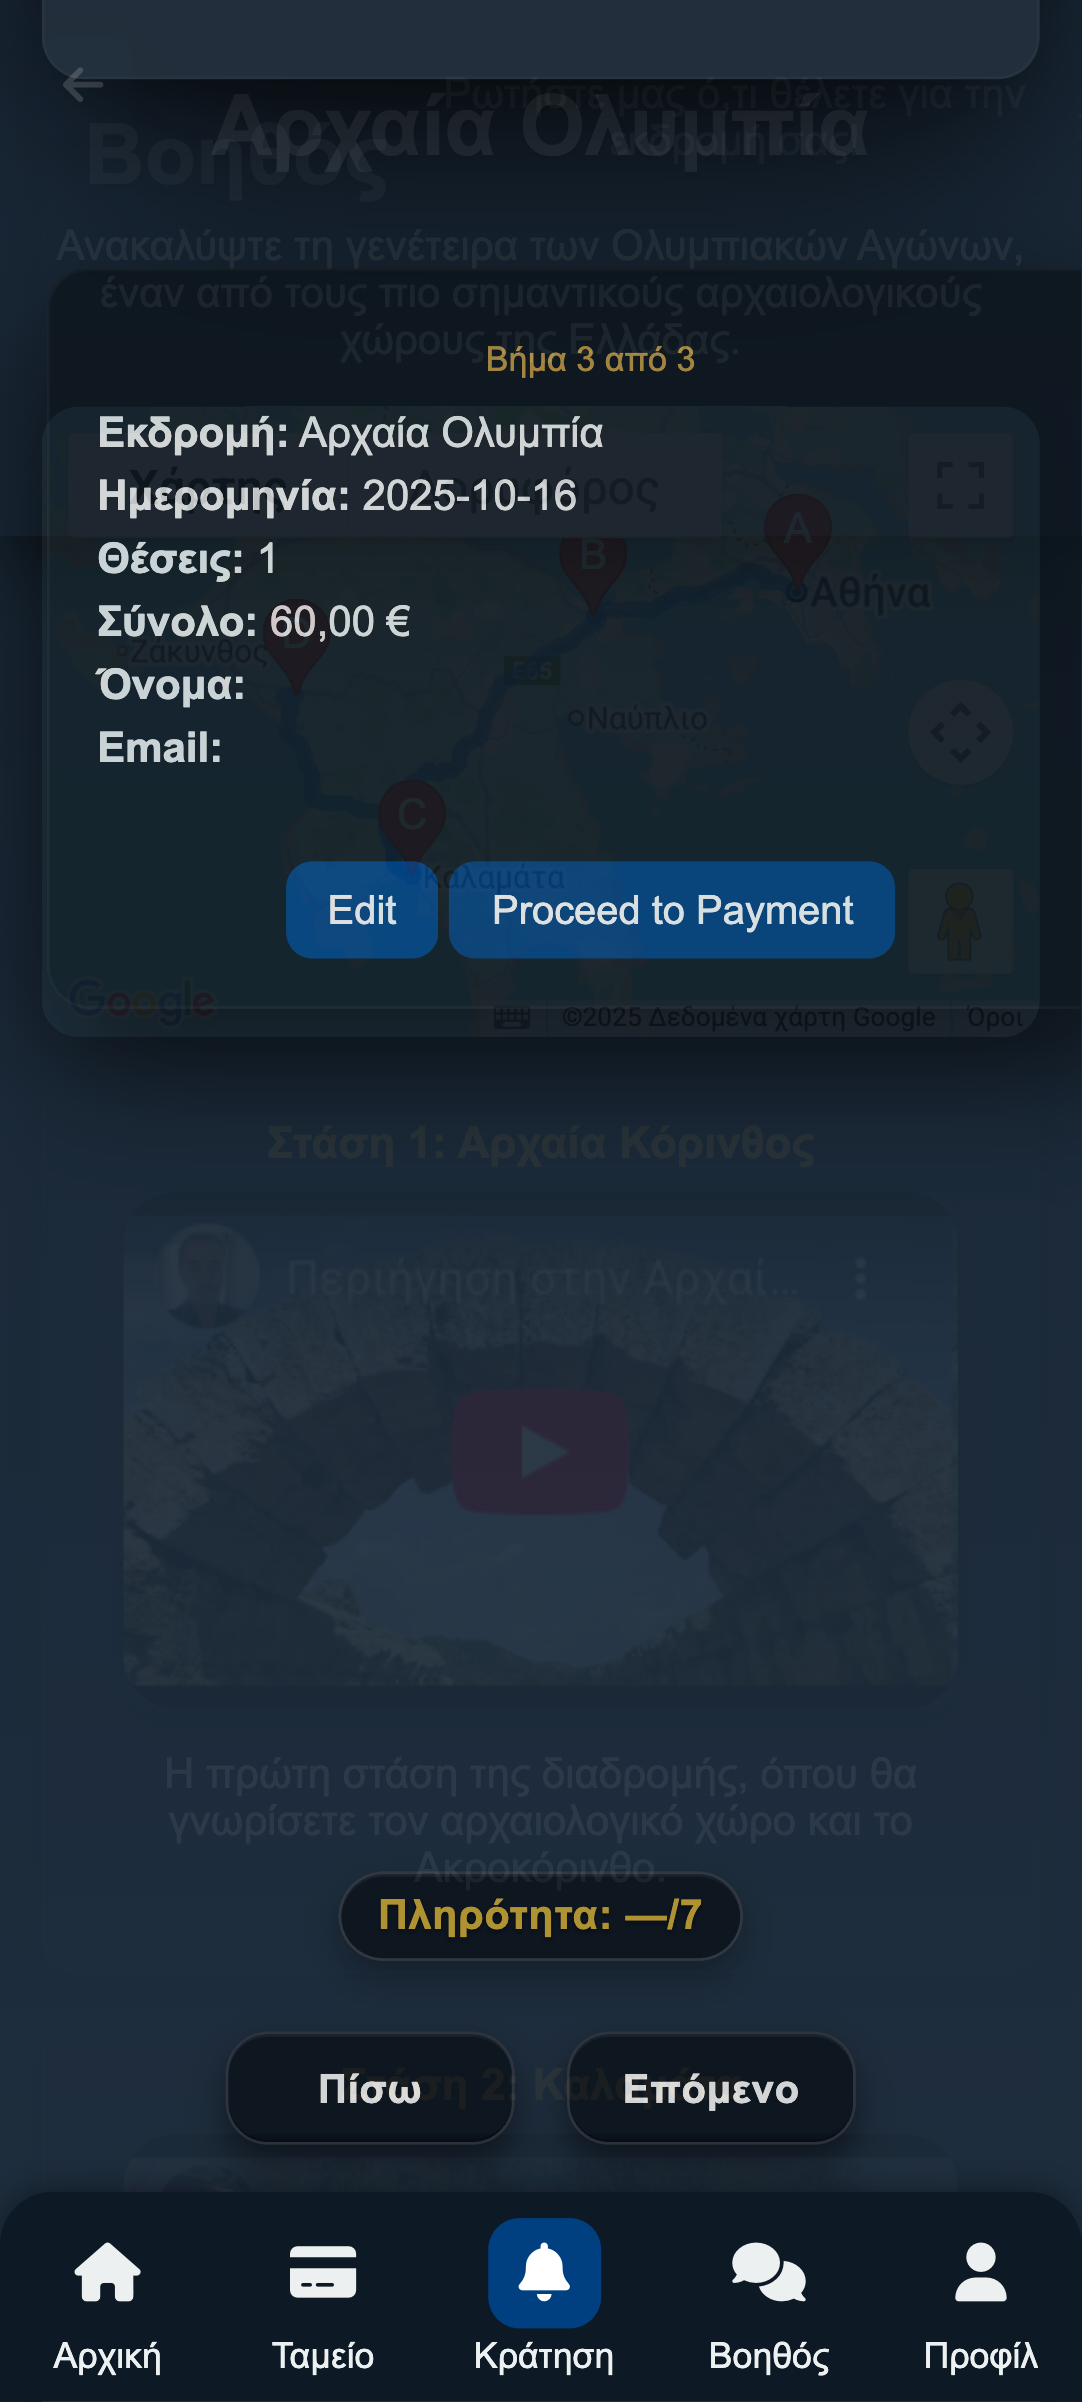 Ρωτήστε μας ό,τι θέλετε για την
εκδρομή σας.
Αρχαία Ολυμπία
Βοηθός
Ανακαλύψτε τη γενέτειρα των Ολυμπιακών Αγώνων,
έναν από τους πιο σημαντικούς αρχαιολογικούς
χώρους της Ελλάδας.
Βήμα 3 από 3
Εκδρομή: Αρχαία Ολυμπία
Χάρτης
Ημερομηνία: 2025-10-16
A
B
Αθήνα
Θέσεις: 1
Σύνολο: 60,00 €
D
Ζάκυνθος
E65
Όνομα:
Ναύπλιο
Email:
C
Καλαμάτα
Edit
Proceed to Payment
Google
©2025 Δεδομένα χάρτη Google
Όροι
Στάση 1: Αρχαία Κόρινθος
Περιήγηση στην Αρχαί...
Η πρώτη στάση της διαδρομής, όπου θα
γνωρίσετε τον αρχαιολογικό χώρο και το
Ακροκόρινθο.
Πληρότητα: —/7
Πίσω
Επόμενο
Αρχική
Ταμείο
Κράτηση
Βοηθός
Προφίλ